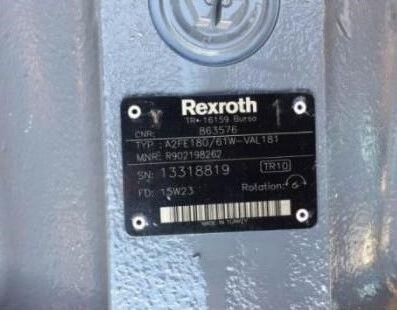 Y Rexroth 1
TR- 16159 Bursa
CNR: 863576
TYP: A2FE180/61W-VAL181
MNR: R902198262
SN: 13318819 TR10
FD: 15W23 Rotation:
MADE IN TURKEY